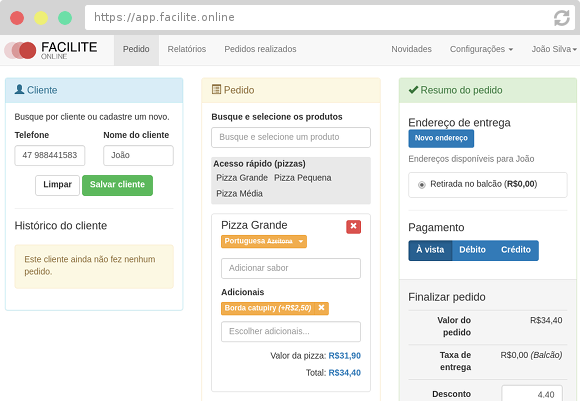 https://app.facilite.online
FACILITE
ONLINE
Pedido
Relatórios
Pedidos realizados
Novidades
Configurações
João Silva
Cliente
Busque por cliente ou cadastre um novo.
Telefone
Nome do cliente
47 988441583
João
Limpar
Salvar cliente
Histórico do cliente
Este cliente ainda não fez nenhum
pedido.
Pedido
Busque e selecione os produtos
Busque e selecione um produto
Acesso rápido (pizzas)
Pizza Grande Pizza Pequena
Pizza Média
Pizza Grande
Portuguesa Azeitona
Adicionar sabor
Adicionais
Borda catupiry (+R$2,50)
Escolher adicionais...
Valor da pizza: R$31,90
Total: R$34,40
Resumo do pedido
Endereço de entrega
Novo endereço
Endereços disponíveis para João
Retirada no balcão (R$0,00)
Pagamento
À vista
Débito
Crédito
Finalizar pedido
Valor do
pedido
R$34,40
Taxa de
entrega
R$0,00 (Balcão)
Desconto
4.40